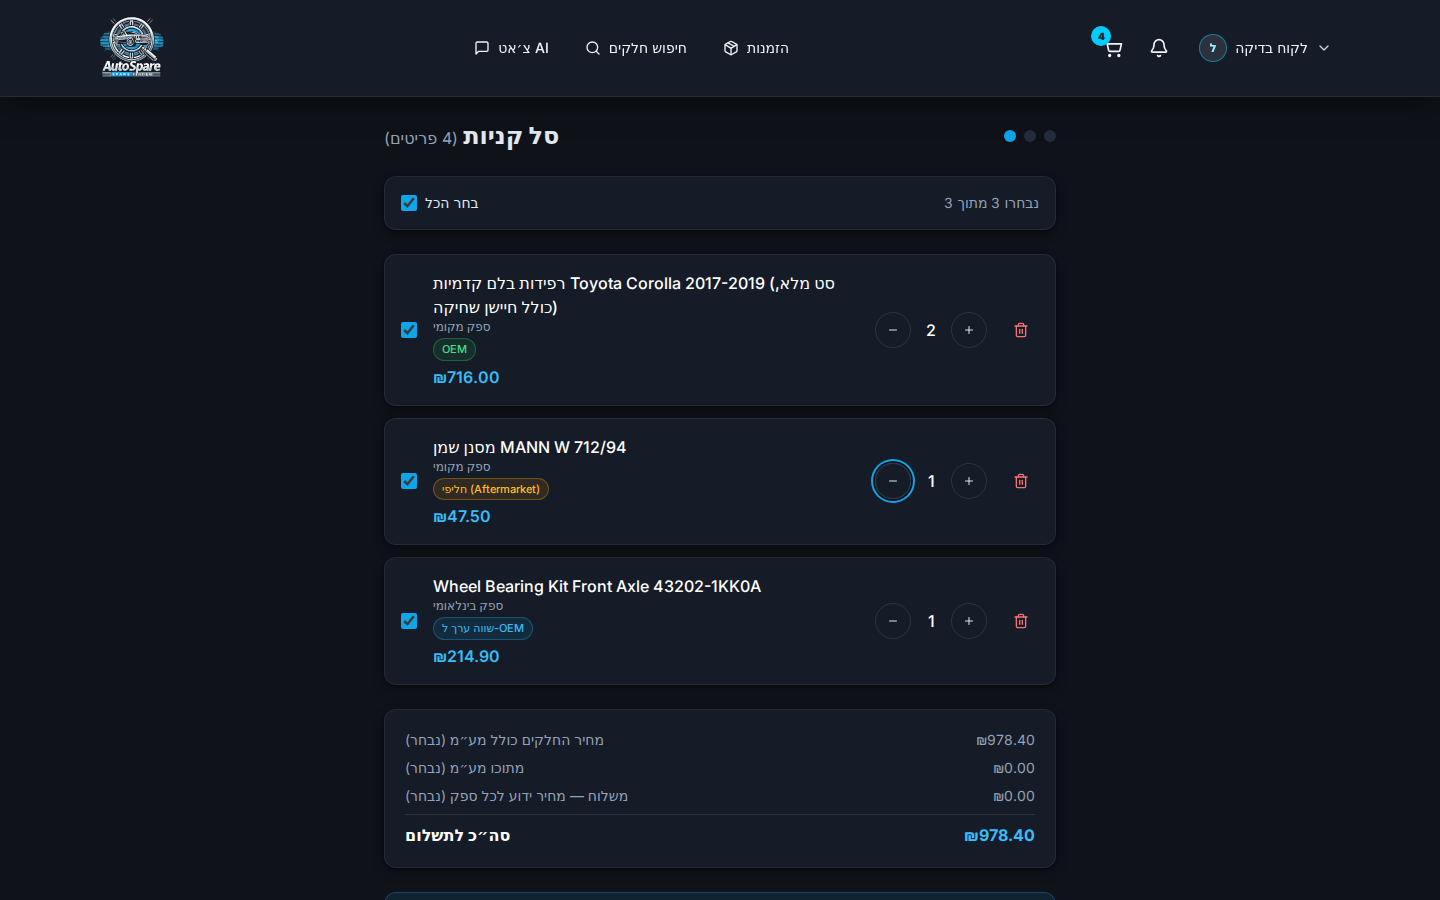 AutoSpare
AI צ׳אט
חיפוש חלקים
הזמנות
4
ל
לקוח בדיקה
סל קניות (4 פריטים)
בחר הכל
נבחרו 3 מתוך 3
רפידות בלם קדמיות Toyota Corolla 2017-2019 (סט מלא,
כולל חיישן שחיקה)
ספק מקומי
OEM
₪716.00
2
מסנן שמן MANN W 712/94
ספק מקומי
חליפי (Aftermarket)
₪47.50
1
Wheel Bearing Kit Front Axle 43202-1KK0A
ספק בינלאומי
שווה ערך ל-OEM
₪214.90
1
מחיר החלקים כולל מע״מ (נבחר)
₪978.40
מתוכו מע״מ (נבחר)
₪0.00
משלוח — מחיר ידוע לכל ספק (נבחר)
₪0.00
סה״כ לתשלום
₪978.40